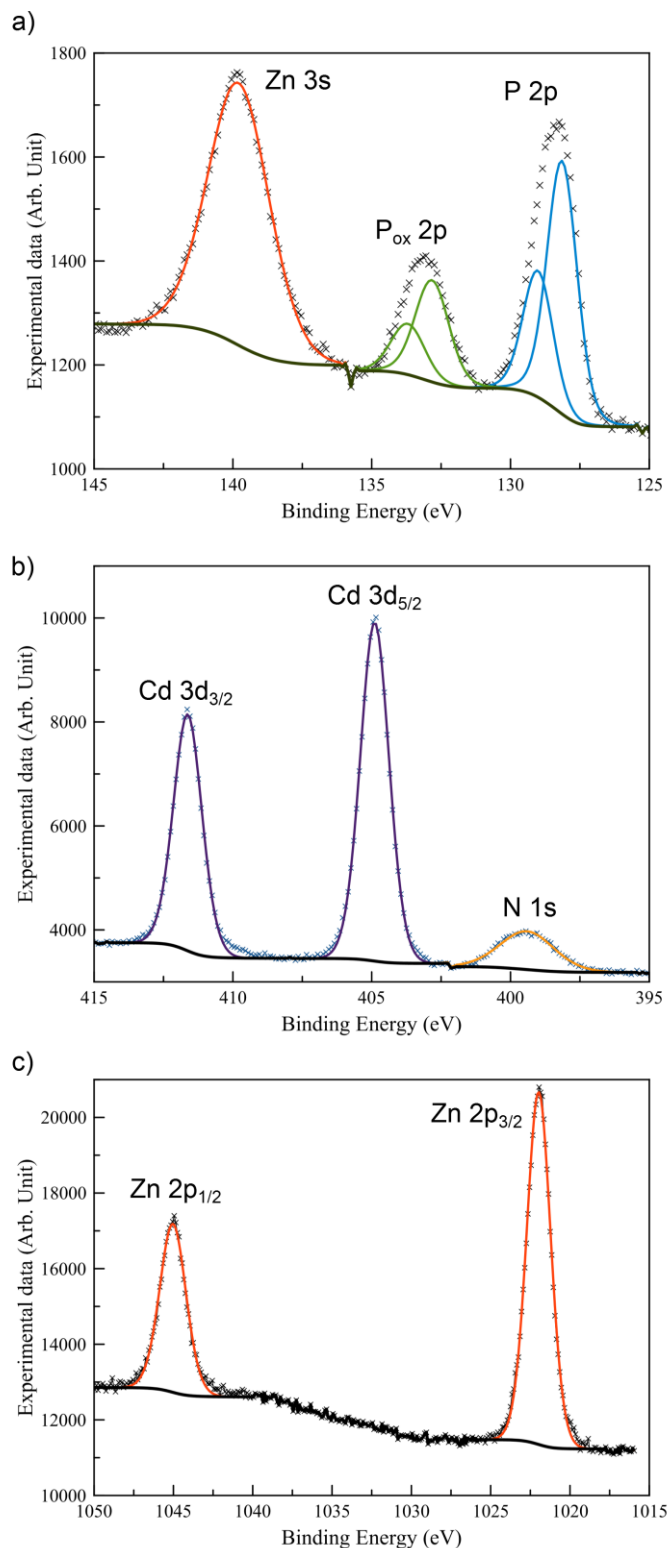 a)
1800
1600
1400
1200
1000
Experimental data (Arb. Unit)
Zn 3s
P 2p
Pₒₓ 2p
145 140 135 130 125
Binding Energy (eV)
b)
10000
8000
6000
4000
Experimental data (Arb. Unit)
Cd 3d₅/₂
Cd 3d₃/₂
N 1s
415 410 405 400 395
Binding Energy (eV)
c)
20000
18000
16000
14000
12000
10000
Experimental data (Arb. Unit)
Zn 2p₃/₂
Zn 2p₁/₂
1050 1045 1040 1035 1030 1025 1020 1015
Binding Energy (eV)